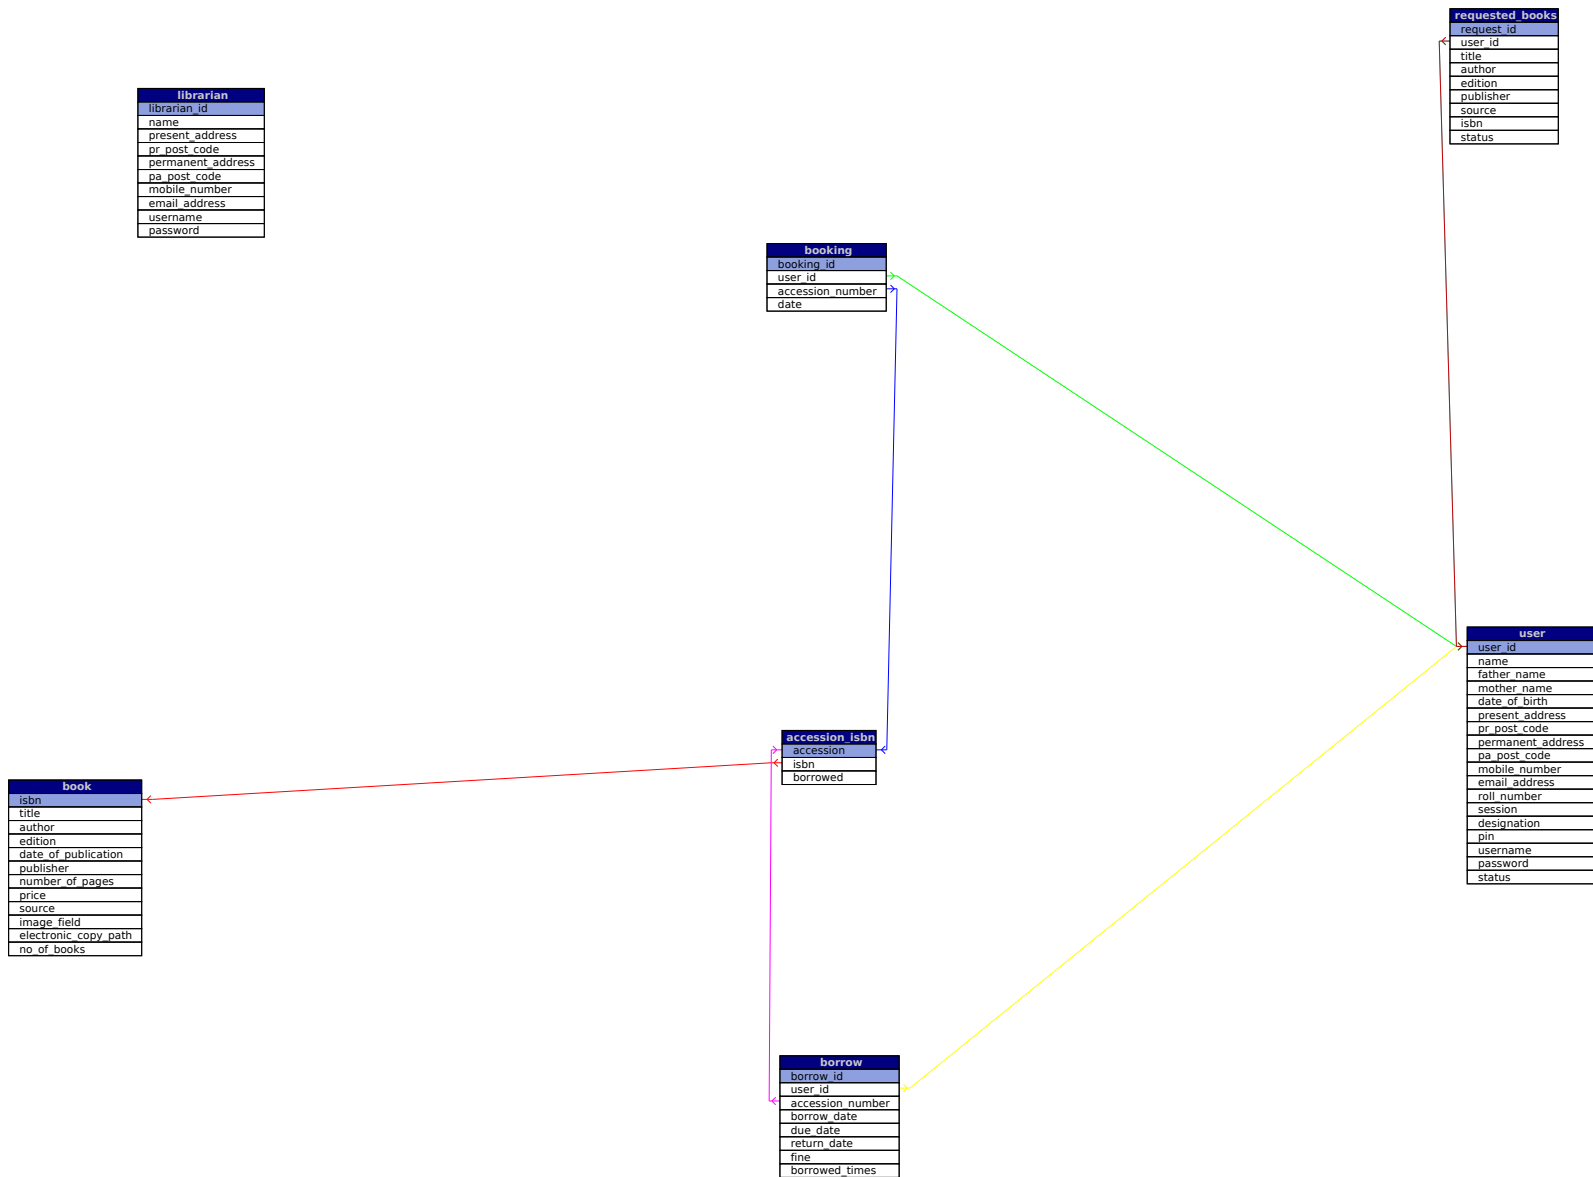 requested_books
request_id
user_id
title
author
edition
publisher
source
isbn
status
librarian
librarian_id
name
present_address
pr_post_code
permanent_address
pa_post_code
mobile_number
email_address
username
password
booking
booking_id
user_id
accession_number
date
user
user_id
name
father_name
mother_name
date_of_birth
present_address
pr_post_code
permanent_address
pa_post_code
mobile_number
email_address
roll_number
session
designation
pin
username
password
status
accession_isbn
accession
isbn
borrowed
book
isbn
title
author
edition
date_of_publication
publisher
number_of_pages
price
source
image_field
electronic_copy_path
no_of_books
borrow
borrow_id
user_id
accession_number
borrow_date
due_date
return_date
fine
borrowed_times